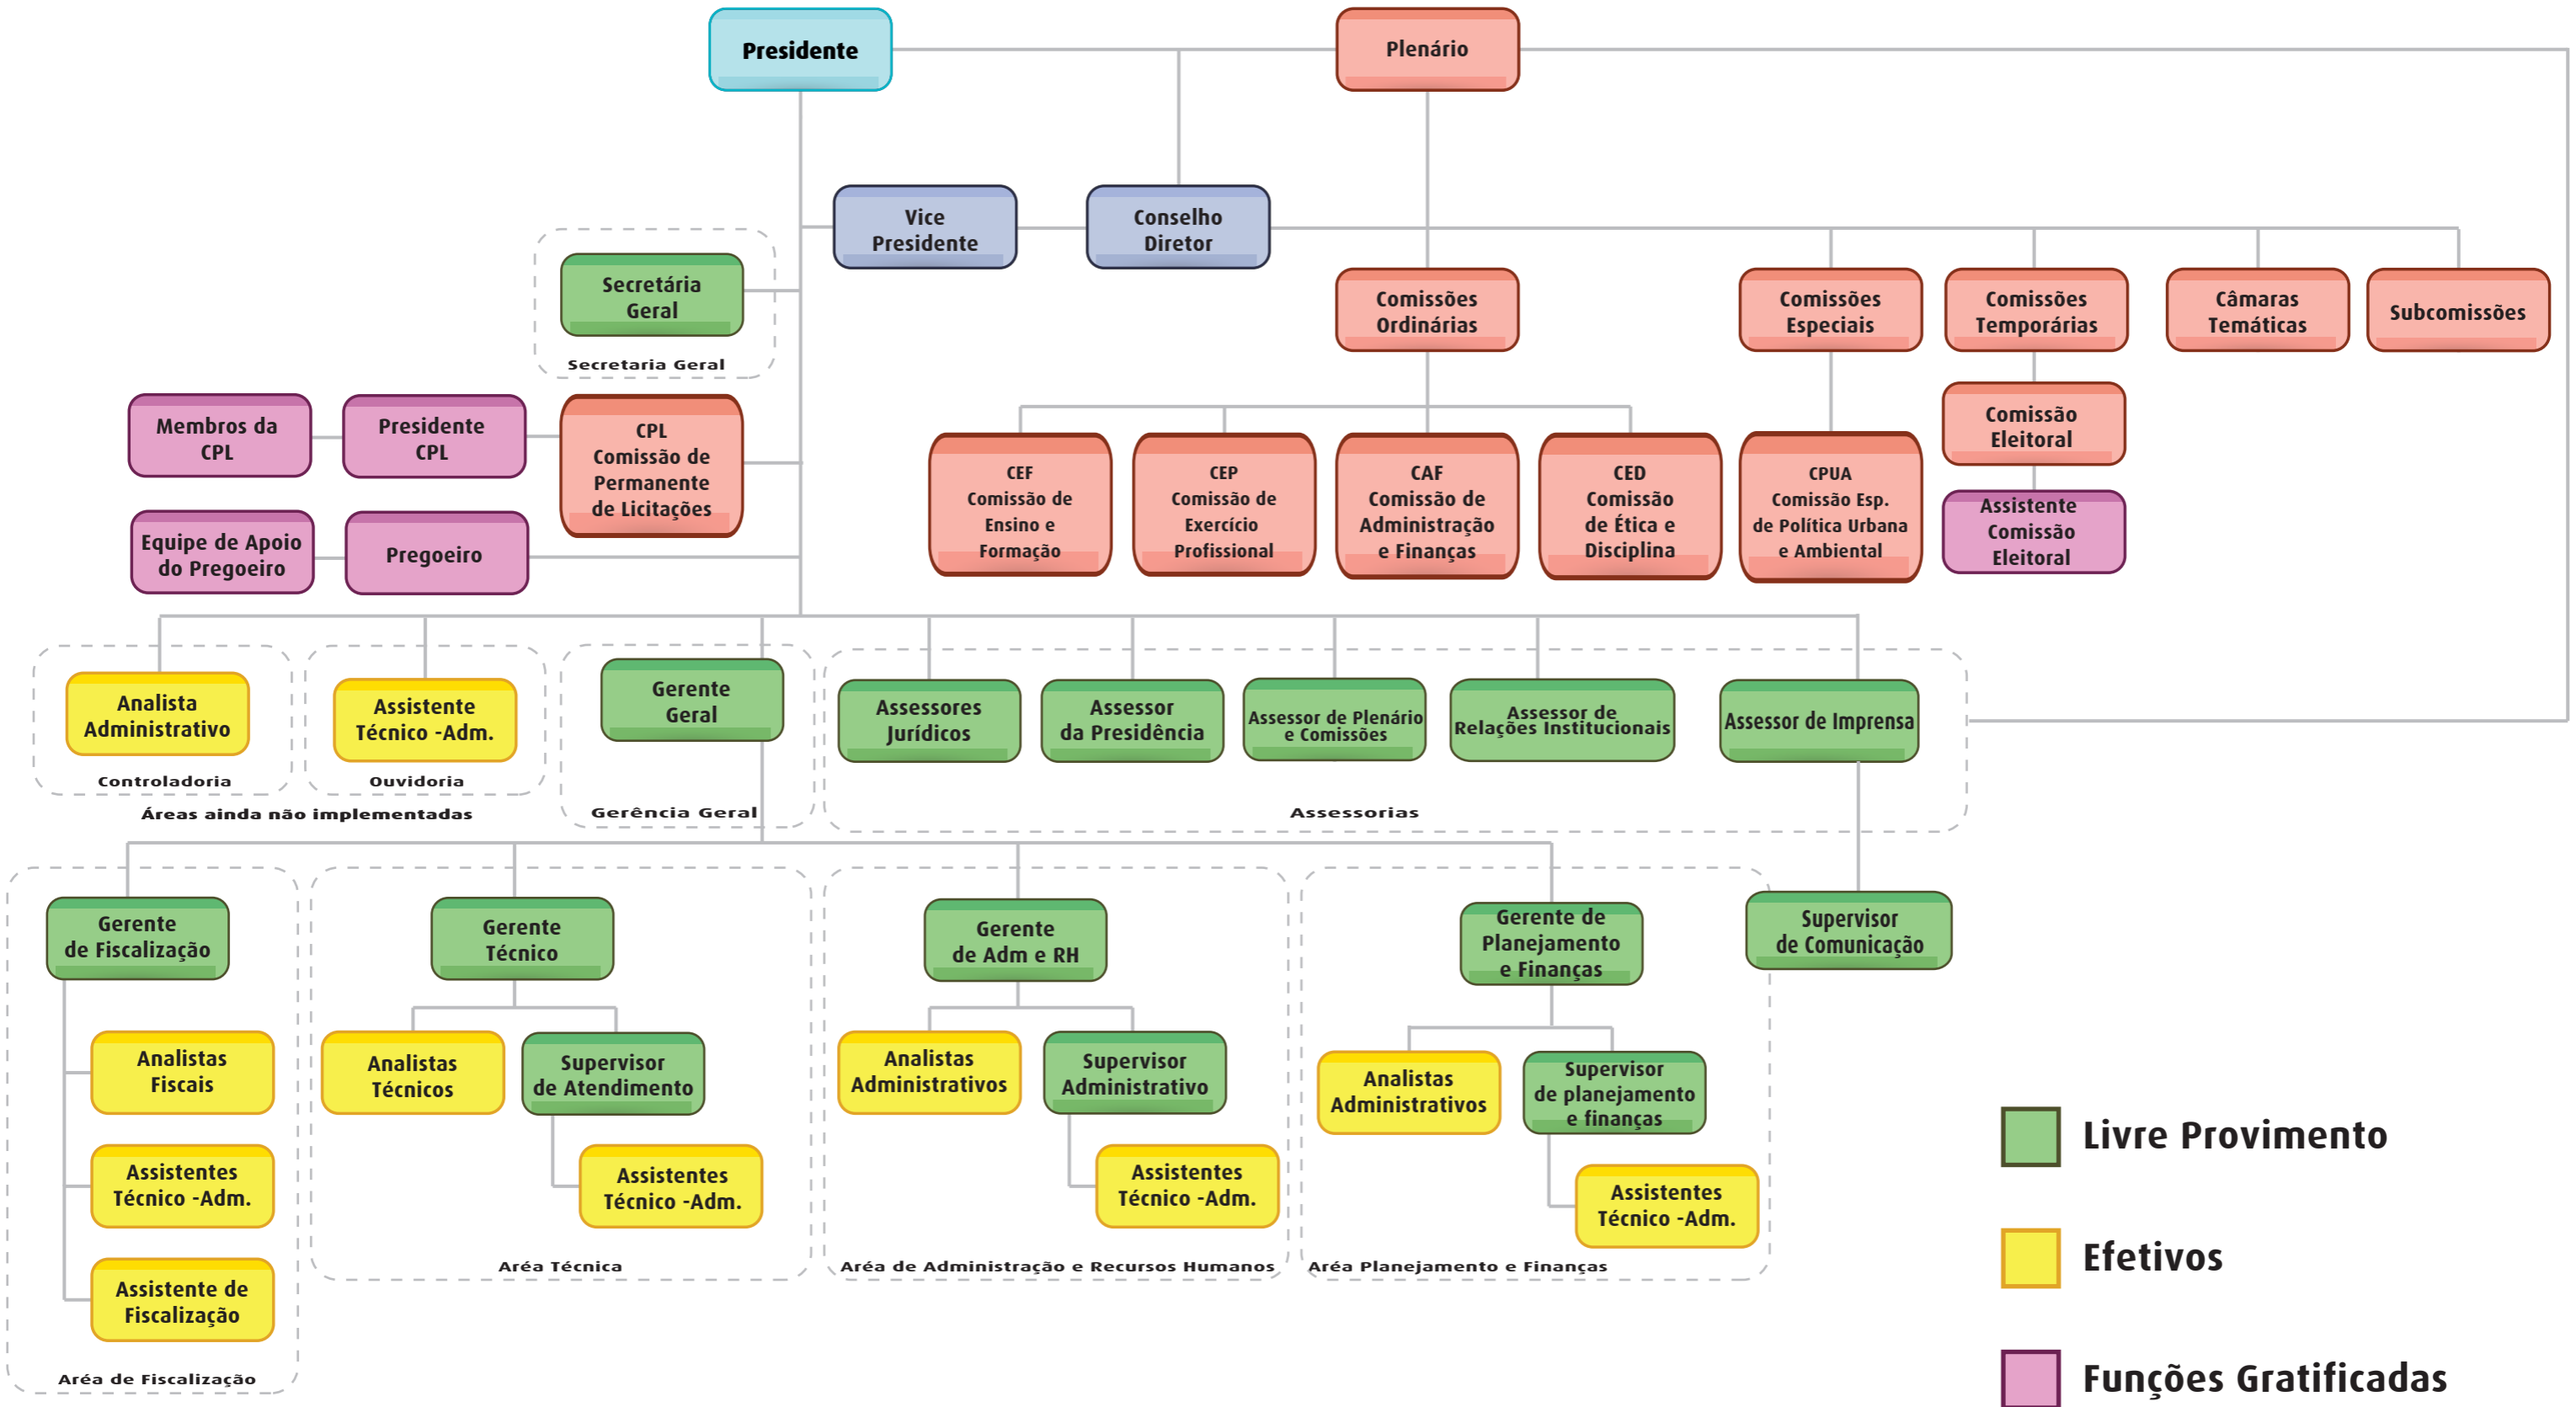 Presidente
Plenário
Vice
Presidente
Conselho
Diretor
Secretária
Geral
Secretaria Geral
Comissões
Ordinárias
Comissões
Especiais
Comissões
Temporárias
Câmaras
Temáticas
Subcomissões
Membros da
CPL
Presidente
CPL
CPL
Comissão de
Permanente
de Licitações
Comissão
Eleitoral
CEF
Comissão de
Ensino e
Formação
CEP
Comissão de
Exercício
Profissional
CAF
Comissão de
Administração
e Finanças
CED
Comissão
de Ética e
Disciplina
CPUA
Comissão Esp.
de Política Urbana
e Ambiental
Assistente
Comissão
Eleitoral
Equipe de Apoio
do Pregoeiro
Pregoeiro
Analista
Administrativo
Controladoria
Assistente
Técnico -Adm.
Ouvidoria
Áreas ainda não implementadas
Gerente
Geral
Gerência Geral
Assessores
Jurídicos
Assessor
da Presidência
Assessor de Plenário
e Comissões
Assessor de
Relações Institucionais
Assessor de Imprensa
Assessorias
Gerente
de Fiscalização
Gerente
Técnico
Gerente
de Adm e RH
Gerente de
Planejamento
e Finanças
Supervisor
de Comunicação
Analistas
Fiscais
Assistentes
Técnico -Adm.
Assistente de
Fiscalização
Aréa de Fiscalização
Analistas
Técnicos
Supervisor
de Atendimento
Assistentes
Técnico -Adm.
Aréa Técnica
Analistas
Administrativos
Supervisor
Administrativo
Assistentes
Técnico -Adm.
Aréa de Administração e Recursos Humanos
Analistas
Administrativos
Supervisor
de planejamento
e finanças
Assistentes
Técnico -Adm.
Aréa Planejamento e Finanças
Livre Provimento
Efetivos
Funções Gratificadas